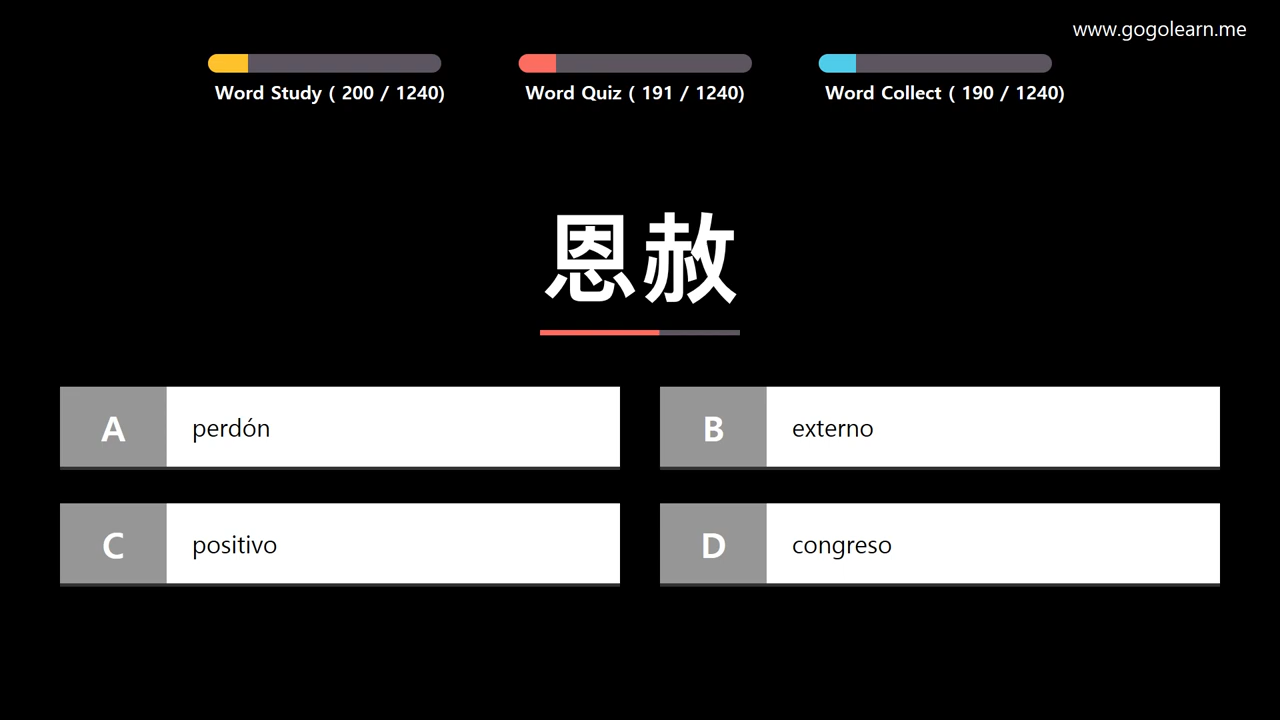 www.gogolearn.me
Word Study ( 200 / 1240)
Word Quiz ( 191 / 1240)
Word Collect ( 190 / 1240)
恩赦
A
perdón
B
externo
C
positivo
D
congreso